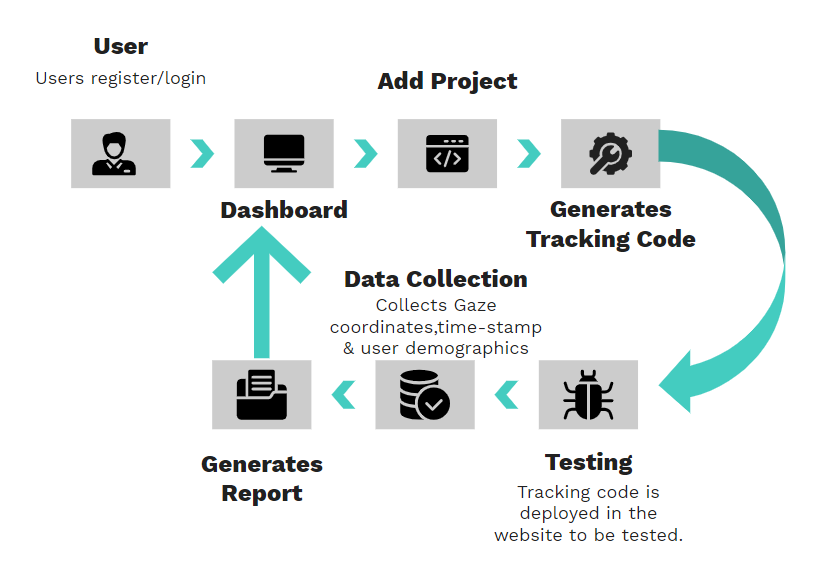 User
Users register/login
Add Project
Dashboard
Generates
Tracking Code
Data Collection
Collects Gaze
coordinates,time-stamp
& user demographics
Generates
Report
Testing
Tracking code is
deployed in the
website to be tested.